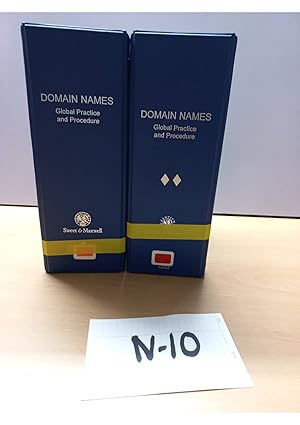 DOMAIN NAMES
Global Practice
and Procedure
Sweet & Maxwell
DOMAIN NAMES
Global Practice
and Procedure
N-10